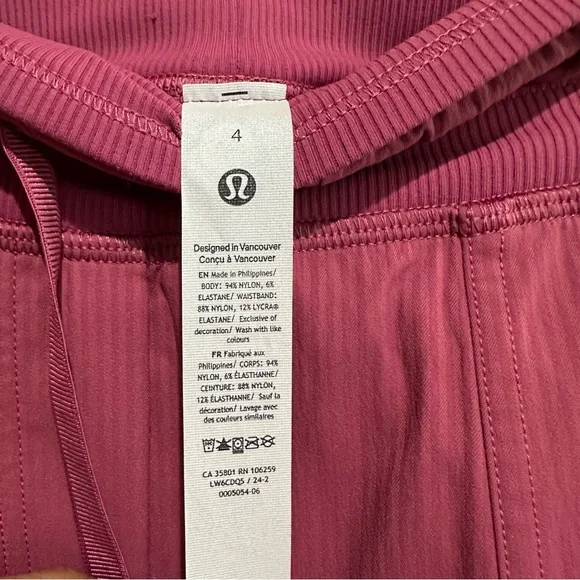 4
Designed in Vancouver
Conçu à Vancouver
EN Made in Philippines/
BODY: 94% NYLON, 6%
ELASTANE/ WAISTBAND:
88% NYLON, 12% LYCRA®
ELASTANE/ Exclusive of
decoration/ Wash with like
colours
FR Fabriqué aux
Philippines/ CORPS: 94%
NYLON, 6% ÉLASTHANNE/
CEINTURE: 88% NYLON,
12% ÉLASTHANNE/ Sauf la
décoration/ Lavage avec
des couleurs similaires
CA 35801 RN 106259
LW6CDQS / 24-2
0005054-06